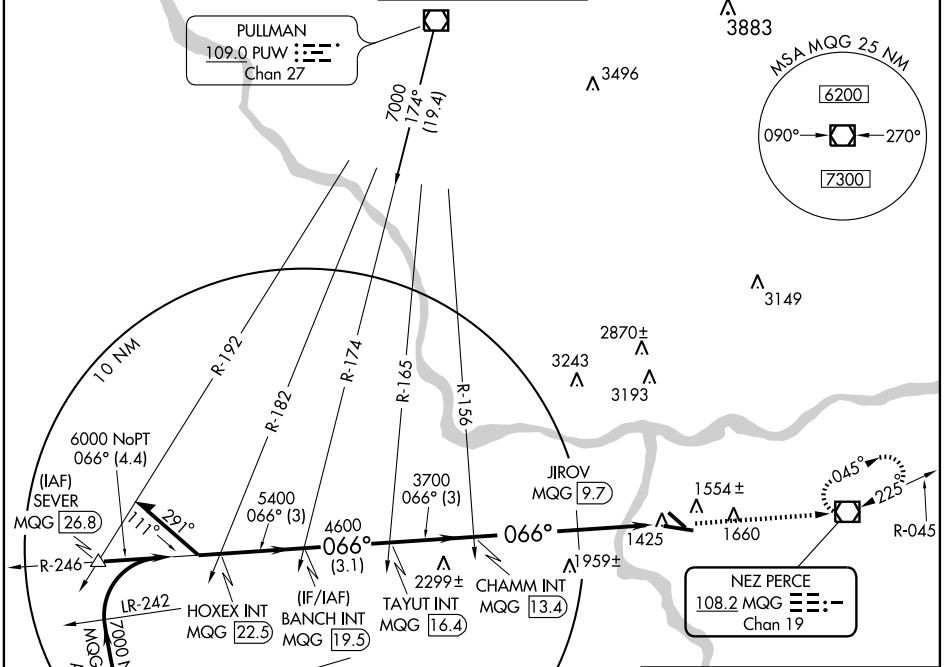 PULLMAN
109.0 PUW
Chan 27
3883
3496
MSA MQG 25 NM
6200
090°
270°
7300
7000
174°
(19.4)
3149
2870±
3243
3193
10 NM
R-192
R-182
R-174
R-165
R-156
6000 NoPT
066° (4.4)
(IAF)
SEVER
MQG 26.8
111°
291°
5400
066° (3)
4600
066°
(3.1)
3700
066° (3)
066°
JIROV
MQG 9.7
1554±
1425
1660
045°
225°
R-045
R-246
LR-242
HOXEX INT
MQG 22.5
(IF/IAF)
BANCH INT
MQG 19.5
2299±
TAYUT INT
MQG 16.4
CHAMM INT
MQG 13.4
1959±
NEZ PERCE
108.2 MQG
Chan 19
MQG
7000